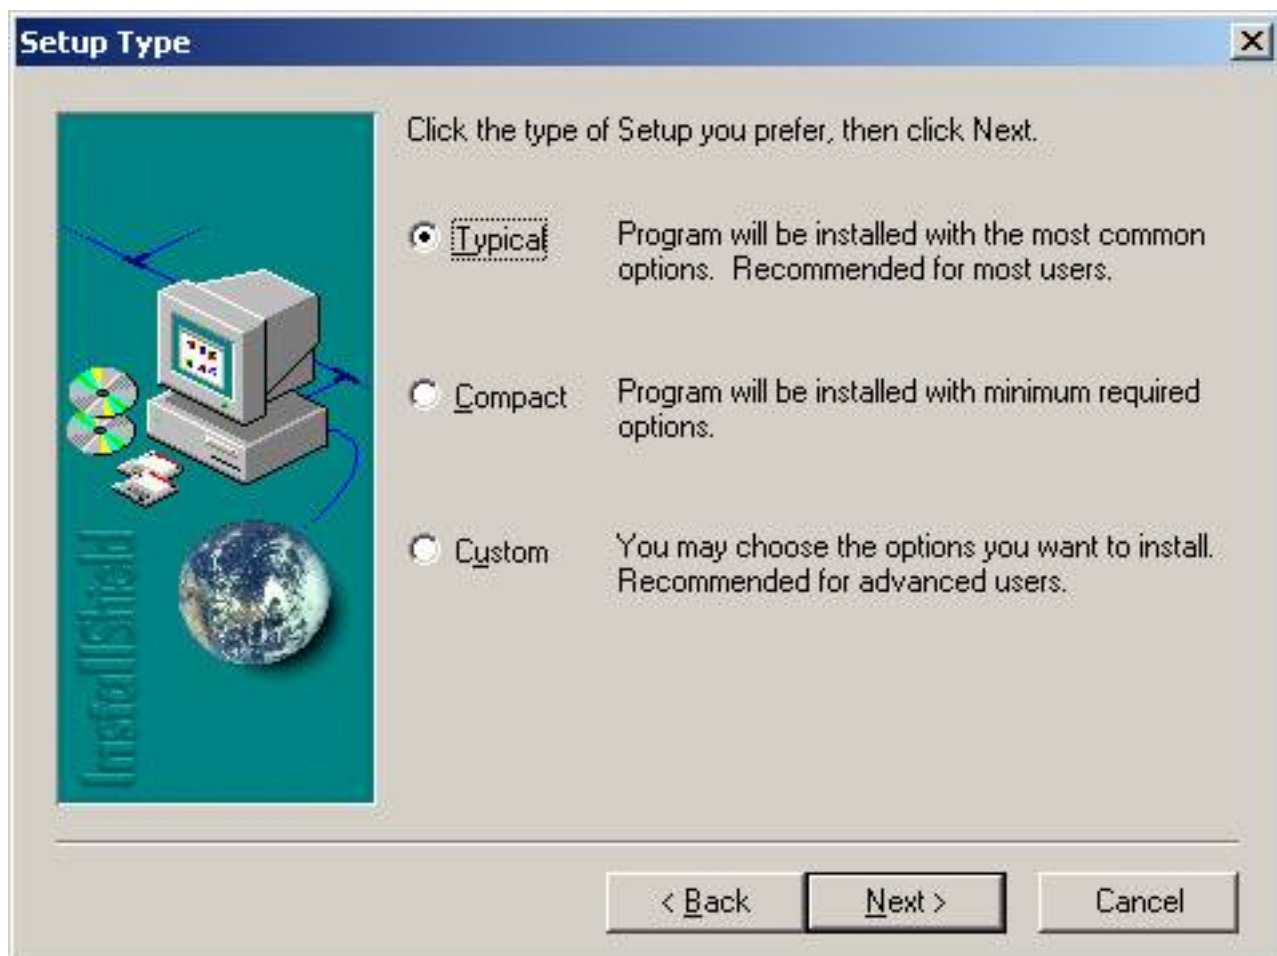 Setup Type
Click the type of Setup you prefer, then click Next.
Typical
Program will be installed with the most common
options.  Recommended for most users.
Compact
Program will be installed with minimum required
options.
Custom
You may choose the options you want to install.
Recommended for advanced users.
InstallShield
< Back
Next >
Cancel